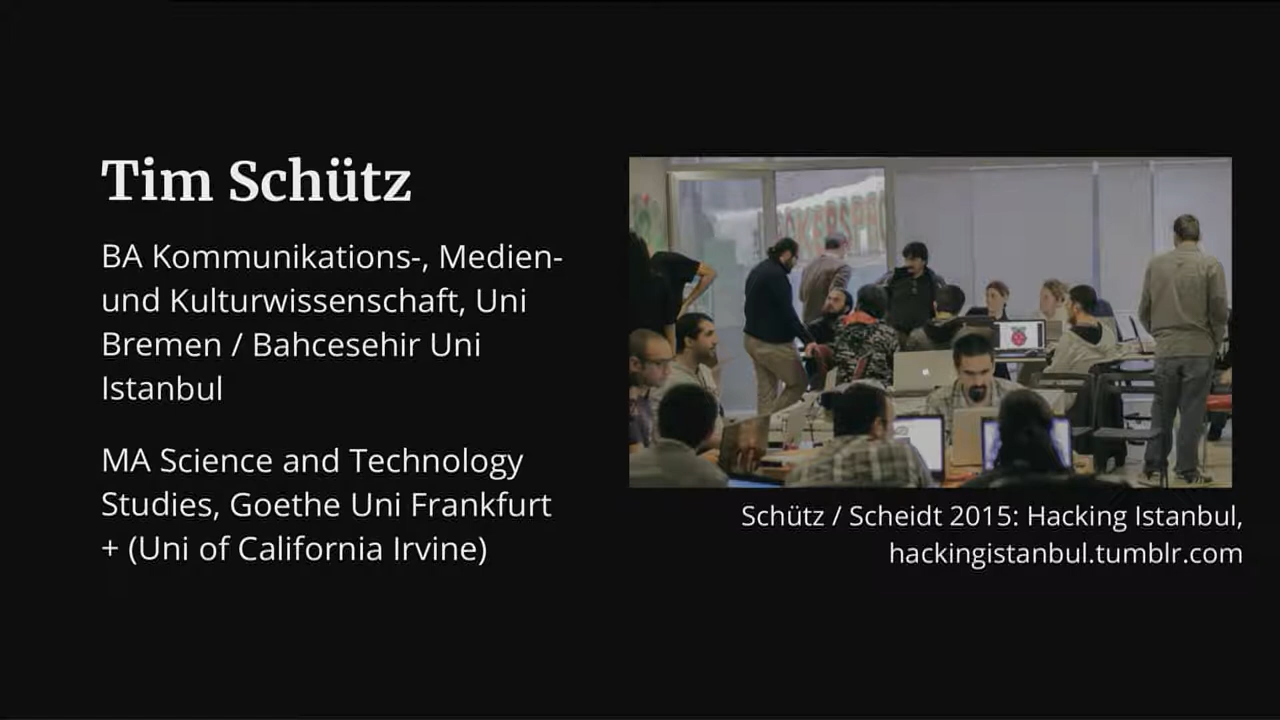 Tim Schütz
BA Kommunikations-, Medien-
und Kulturwissenschaft, Uni
Bremen / Bahcesehir Uni
Istanbul
MA Science and Technology
Studies, Goethe Uni Frankfurt
+ (Uni of California Irvine)
Schütz / Scheidt 2015: Hacking Istanbul,
hackingistanbul.tumblr.com